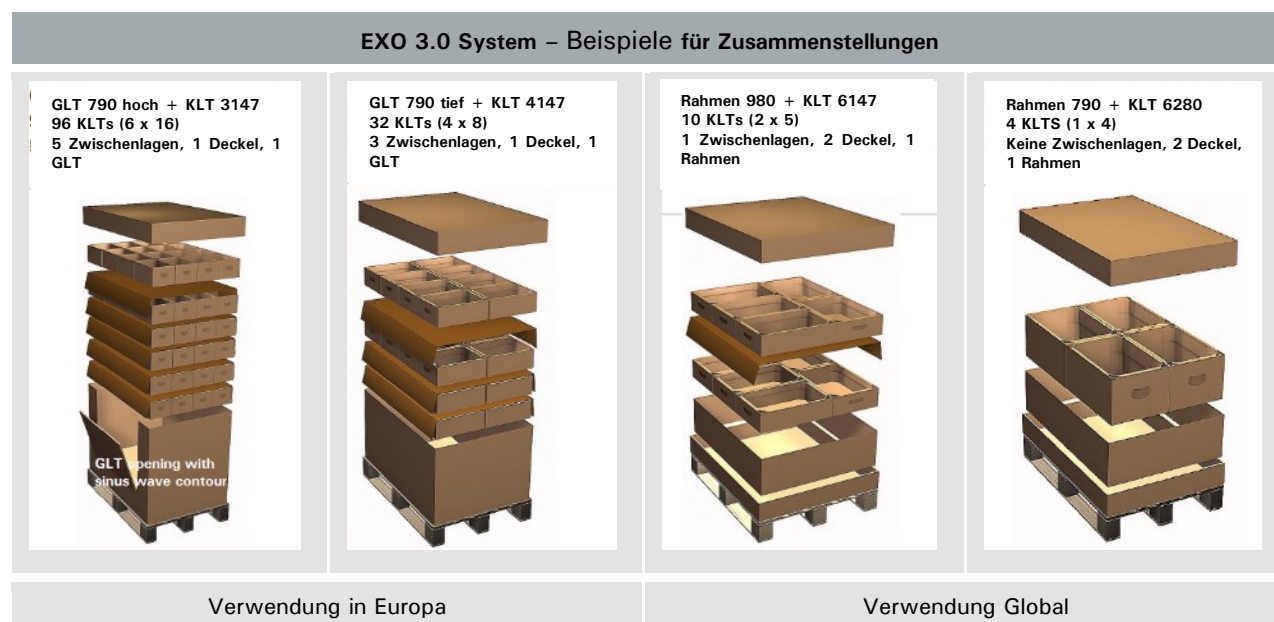 EXO 3.0 System – Beispiele für Zusammenstellungen
GLT 790 hoch + KLT 3147
96 KLTs (6 x 16)
5 Zwischenlagen, 1 Deckel, 1
GLT
GLT opening with
sinus wave contour
GLT 790 tief + KLT 4147
32 KLTs (4 x 8)
3 Zwischenlagen, 1 Deckel, 1
GLT
Rahmen 980 + KLT 6147
10 KLTs (2 x 5)
1 Zwischenlagen, 2 Deckel, 1
Rahmen
Rahmen 790 + KLT 6280
4 KLTS (1 x 4)
Keine Zwischenlagen, 2 Deckel,
1 Rahmen
Verwendung in Europa
Verwendung Global